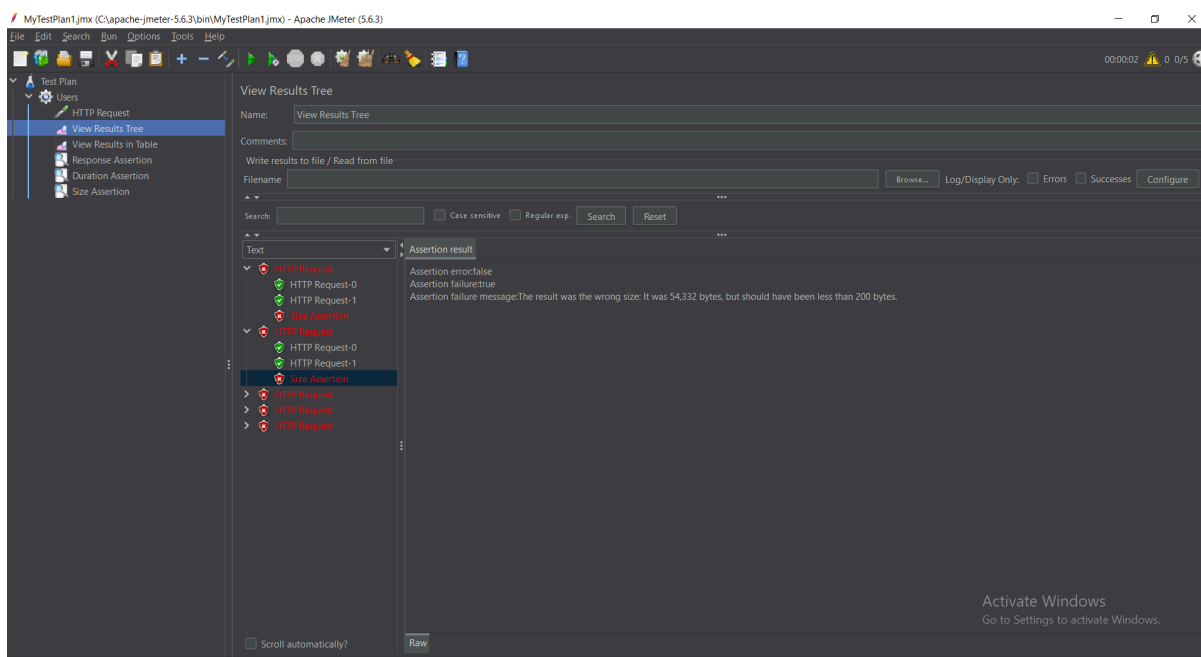 MyTestPlan1.jmx (C:\apache-jmeter-5.6.3\bin\MyTestPlan1.jmx) - Apache JMeter (5.6.3)
File Edit Search Run Options Tools Help
00:00:02 0 0/5
Test Plan
Users
HTTP Request
View Results Tree
View Results in Table
Response Assertion
Duration Assertion
Size Assertion
View Results Tree
Name: View Results Tree
Comments:
Write results to file / Read from file
Filename Browse... Log/Display Only: Errors Successes Configure
Search: Case sensitive Regular exp. Search Reset
Text
HTTP Request
HTTP Request-0
HTTP Request-1
Size Assertion
HTTP Request
HTTP Request-0
HTTP Request-1
Size Assertion
HTTP Request
HTTP Request
HTTP Request
Scroll automatically?
Assertion result
Assertion error:false
Assertion failure:true
Assertion failure message:The result was the wrong size: It was 54,332 bytes, but should have been less than 200 bytes.
Raw
Activate Windows
Go to Settings to activate Windows.